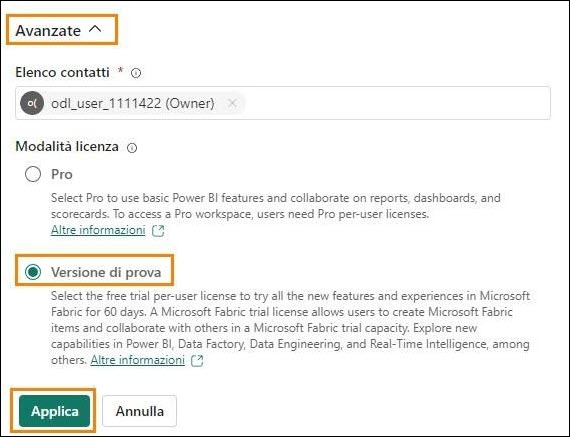 Avanzate
Elenco contatti *
o( odl_user_1111422 (Owner)
Modalità licenza
Pro
Select Pro to use basic Power BI features and collaborate on reports, dashboards, and
scorecards. To access a Pro workspace, users need Pro per-user licenses.
Altre informazioni
Versione di prova
Select the free trial per-user license to try all the new features and experiences in Microsoft
Fabric for 60 days. A Microsoft Fabric trial license allows users to create Microsoft Fabric
items and collaborate with others in a Microsoft Fabric trial capacity. Explore new
capabilities in Power BI, Data Factory, Data Engineering, and Real-Time Intelligence, among
others. Altre informazioni
Applica Annulla